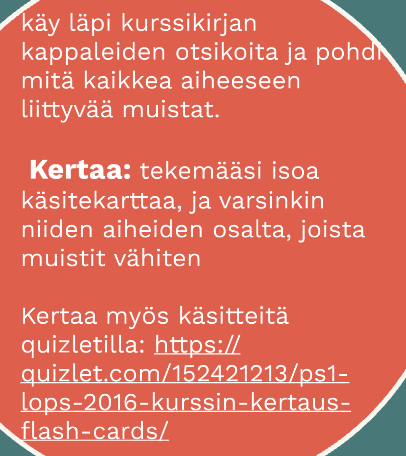 käy läpi kurssikirjan
kappaleiden otsikoita ja pohdi
mitä kaikkea aiheeseen
liittyvää muistat.
Kertaa: tekemääsi isoa
käsitekarttaa, ja varsinkin
niiden aiheiden osalta, joista
muistit vähiten
Kertaa myös käsitteitä
quizletilla: https://
quizlet.com/152421213/ps1-
lops-2016-kurssin-kertaus-
flash-cards/